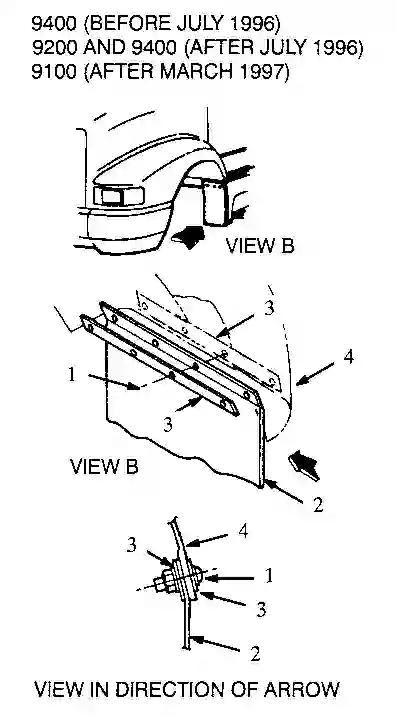 9400 (BEFORE JULY 1996)
9200 AND 9400 (AFTER JULY 1996)
9100 (AFTER MARCH 1997)
VIEW B
3
4
1
3
VIEW B
2
4
3
1
3
2
VIEW IN DIRECTION OF ARROW